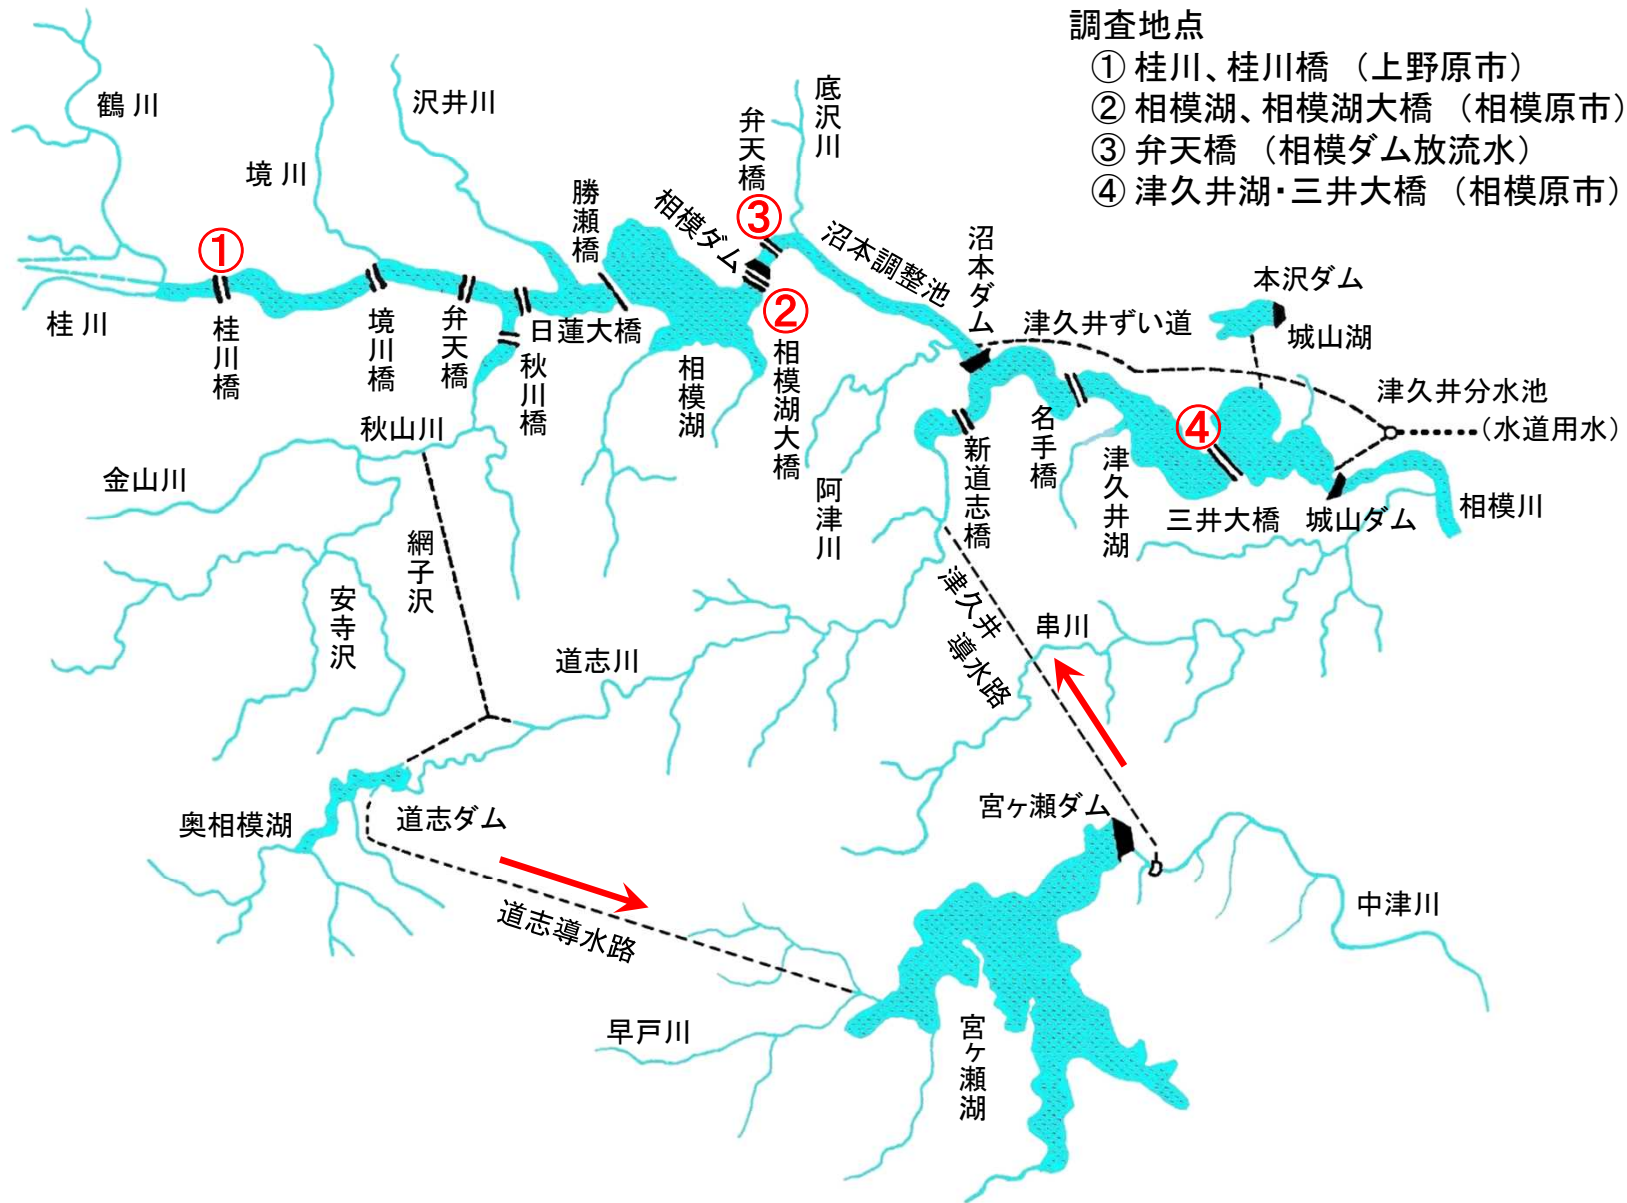 調査地点
① 桂川、桂川橋 （上野原市）
② 相模湖、相模湖大橋 （相模原市）
③ 弁天橋 （相模ダム放流水）
④ 津久井湖・三井大橋 （相模原市）
鶴川
境川
沢井川
底沢川
弁天橋
勝瀬橋
相模ダム
③
沼本調整池
沼本ダム
①
②
桂川
桂川橋
境川橋
弁天橋
日蓮大橋
秋川橋
相模湖
相模湖大橋
津久井ずい道
本沢ダム
城山湖
津久井分水池
（水道用水）
④
秋山川
金山川
網子沢
安寺沢
阿津川
新道志橋
名手橋
津久井湖
三井大橋
城山ダム
相模川
津久井
導水路
串川
道志川
奥相模湖
道志ダム
道志導水路
宮ヶ瀬ダム
中津川
早戸川
宮ヶ瀬湖